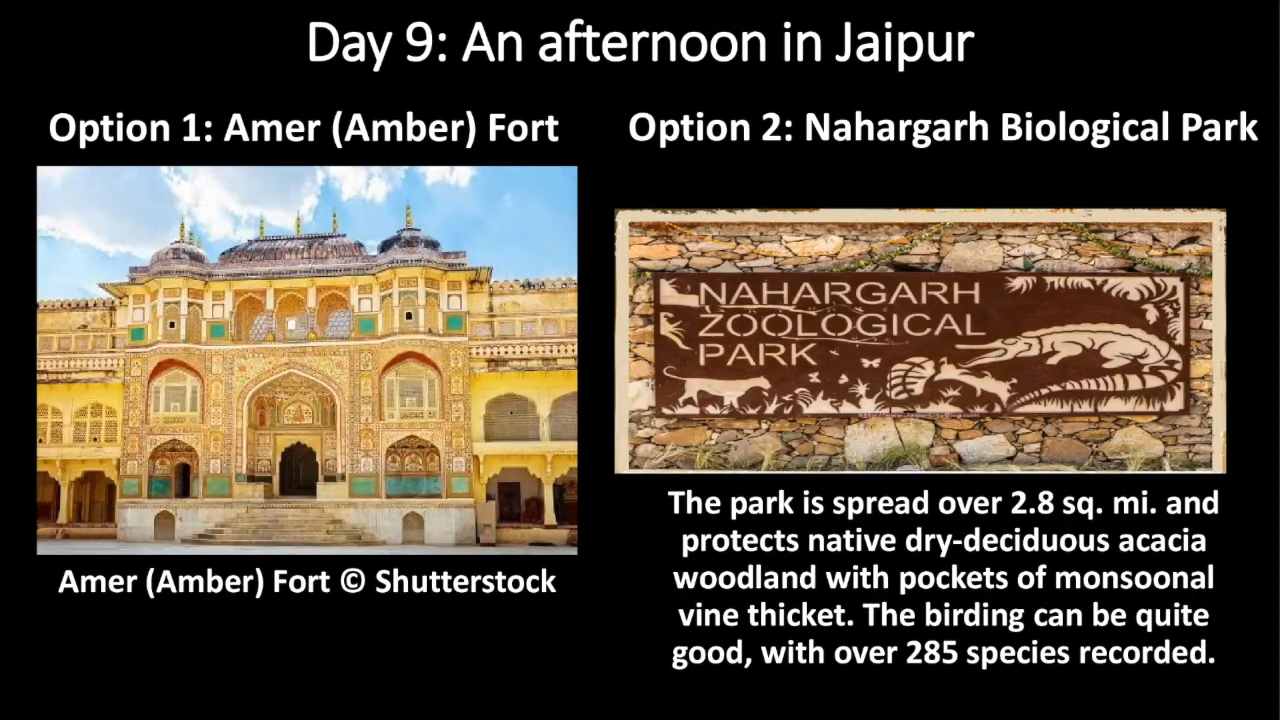 Day 9: An afternoon in Jaipur
Option 1: Amer (Amber) Fort
Option 2: Nahargarh Biological Park
NAHARGARH
ZOOLOGICAL
PARK
Amer (Amber) Fort © Shutterstock
The park is spread over 2.8 sq. mi. and
protects native dry-deciduous acacia
woodland with pockets of monsoonal
vine thicket. The birding can be quite
good, with over 285 species recorded.